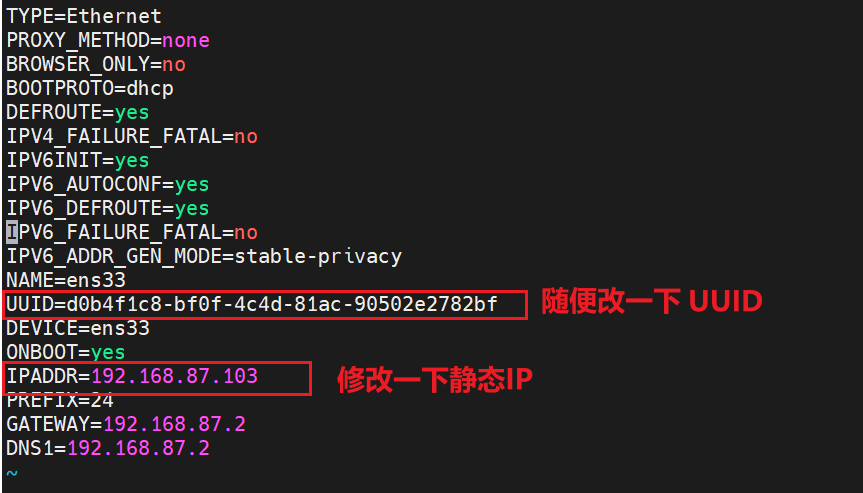 TYPE=Ethernet
PROXY_METHOD=none
BROWSER_ONLY=no
BOOTPROTO=dhcp
DEFROUTE=yes
IPV4_FAILURE_FATAL=no
IPV6INIT=yes
IPV6_AUTOCONF=yes
IPV6_DEFROUTE=yes
IPV6_FAILURE_FATAL=no
IPV6_ADDR_GEN_MODE=stable-privacy
NAME=ens33
UUID=d0b4f1c8-bf0f-4c4d-81ac-90502e2782bf 随便改一下 UUID
DEVICE=ens33
ONBOOT=yes
IPADDR=192.168.87.103 修改一下静态IP
PREFIX=24
GATEWAY=192.168.87.2
DNS1=192.168.87.2
~